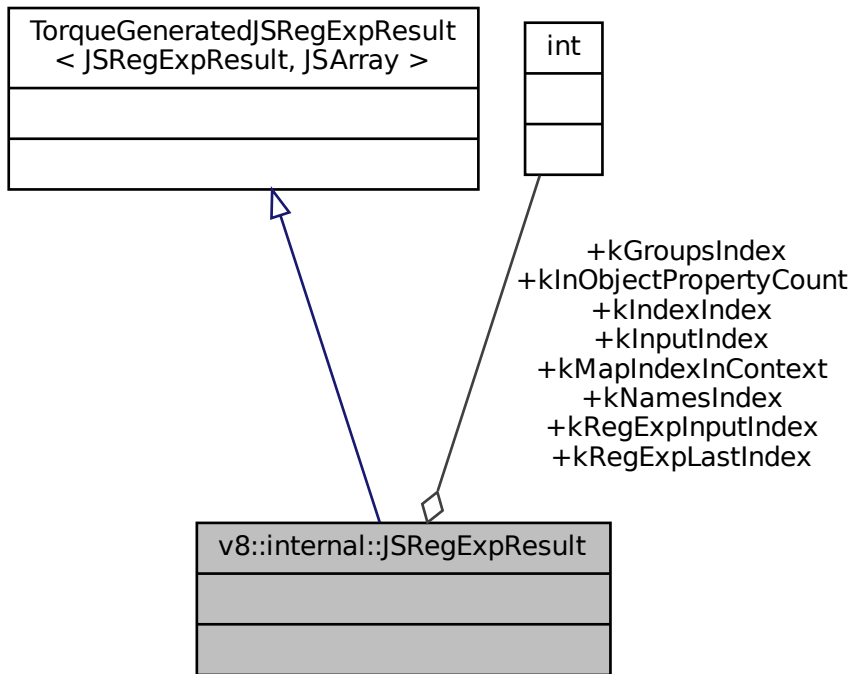 TorqueGeneratedJSRegExpResult
< JSRegExpResult, JSArray >
int
+kGroupsIndex
+kInObjectPropertyCount
+kIndexIndex
+kInputIndex
+kMapIndexInContext
+kNamesIndex
+kRegExpInputIndex
+kRegExpLastIndex
v8::internal::JSRegExpResult